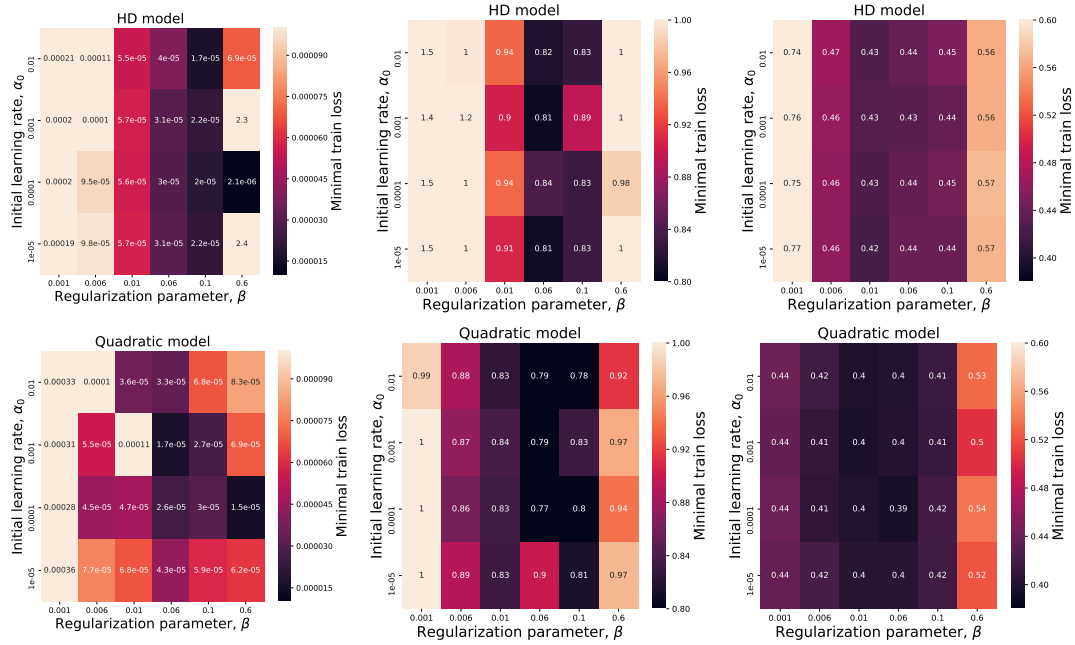 HD model
Initial learning rate, α₀
0.01 0.00021 0.00011 5.5e-05 4e-05 1.7e-05 6.9e-05
0.001 0.0002 0.0001 5.7e-05 3.1e-05 2.2e-05 2.3
0.0001 0.0002 9.5e-05 5.6e-05 3e-05 2e-05 2.1e-06
1e-05 0.00019 9.8e-05 5.7e-05 3.1e-05 2.2e-05 2.4
0.001 0.006 0.01 0.06 0.1 0.6
Regularization parameter, β
0.000090
0.000075
0.000060
0.000045
0.000030
0.000015
Minimal train loss
HD model
Initial learning rate, α₀
0.01 1.5 1 0.94 0.82 0.83 1
0.001 1.4 1.2 0.9 0.81 0.89 1
0.0001 1.5 1 0.94 0.84 0.83 0.98
1e-05 1.5 1 0.91 0.81 0.83 1
0.001 0.006 0.01 0.06 0.1 0.6
Regularization parameter, β
1.00
0.96
0.92
0.88
0.84
0.80
Minimal train loss
HD model
Initial learning rate, α₀
0.01 0.74 0.47 0.43 0.44 0.45 0.56
0.001 0.76 0.46 0.43 0.43 0.44 0.56
0.0001 0.75 0.46 0.43 0.44 0.44 0.57
1e-05 0.77 0.46 0.42 0.44 0.44 0.57
0.001 0.006 0.01 0.06 0.1 0.6
Regularization parameter, β
0.60
0.56
0.52
0.48
0.44
0.40
Minimal train loss
Quadratic model
Initial learning rate, α₀
0.01 0.00033 0.0001 3.6e-05 3.3e-05 6.8e-05 8.3e-05
0.001 0.00031 5.5e-05 0.00011 1.7e-05 2.7e-05 6.9e-05
0.0001 0.00028 4.5e-05 4.7e-05 2.6e-05 3e-05 1.5e-05
1e-05 0.00036 7.7e-05 6.8e-05 4.3e-05 5.9e-05 6.2e-05
0.001 0.006 0.01 0.06 0.1 0.6
Regularization parameter, β
0.000090
0.000075
0.000060
0.000045
0.000030
0.000015
Minimal train loss
Quadratic model
Initial learning rate, α₀
0.01 0.99 0.88 0.83 0.79 0.78 0.92
0.001 1 0.87 0.84 0.79 0.83 0.97
0.0001 1 0.86 0.83 0.77 0.8 0.94
1e-05 1 0.89 0.83 0.9 0.81 0.97
0.001 0.006 0.01 0.06 0.1 0.6
Regularization parameter, β
1.00
0.96
0.92
0.88
0.84
0.80
Minimal train loss
Quadratic model
Initial learning rate, α₀
0.01 0.44 0.42 0.4 0.4 0.41 0.53
0.001 0.44 0.41 0.4 0.4 0.41 0.5
0.0001 0.44 0.42 0.4 0.39 0.42 0.54
1e-05 0.44 0.42 0.4 0.4 0.42 0.52
0.001 0.006 0.01 0.06 0.1 0.6
Regularization parameter, β
0.60
0.56
0.52
0.48
0.44
0.40
Minimal train loss